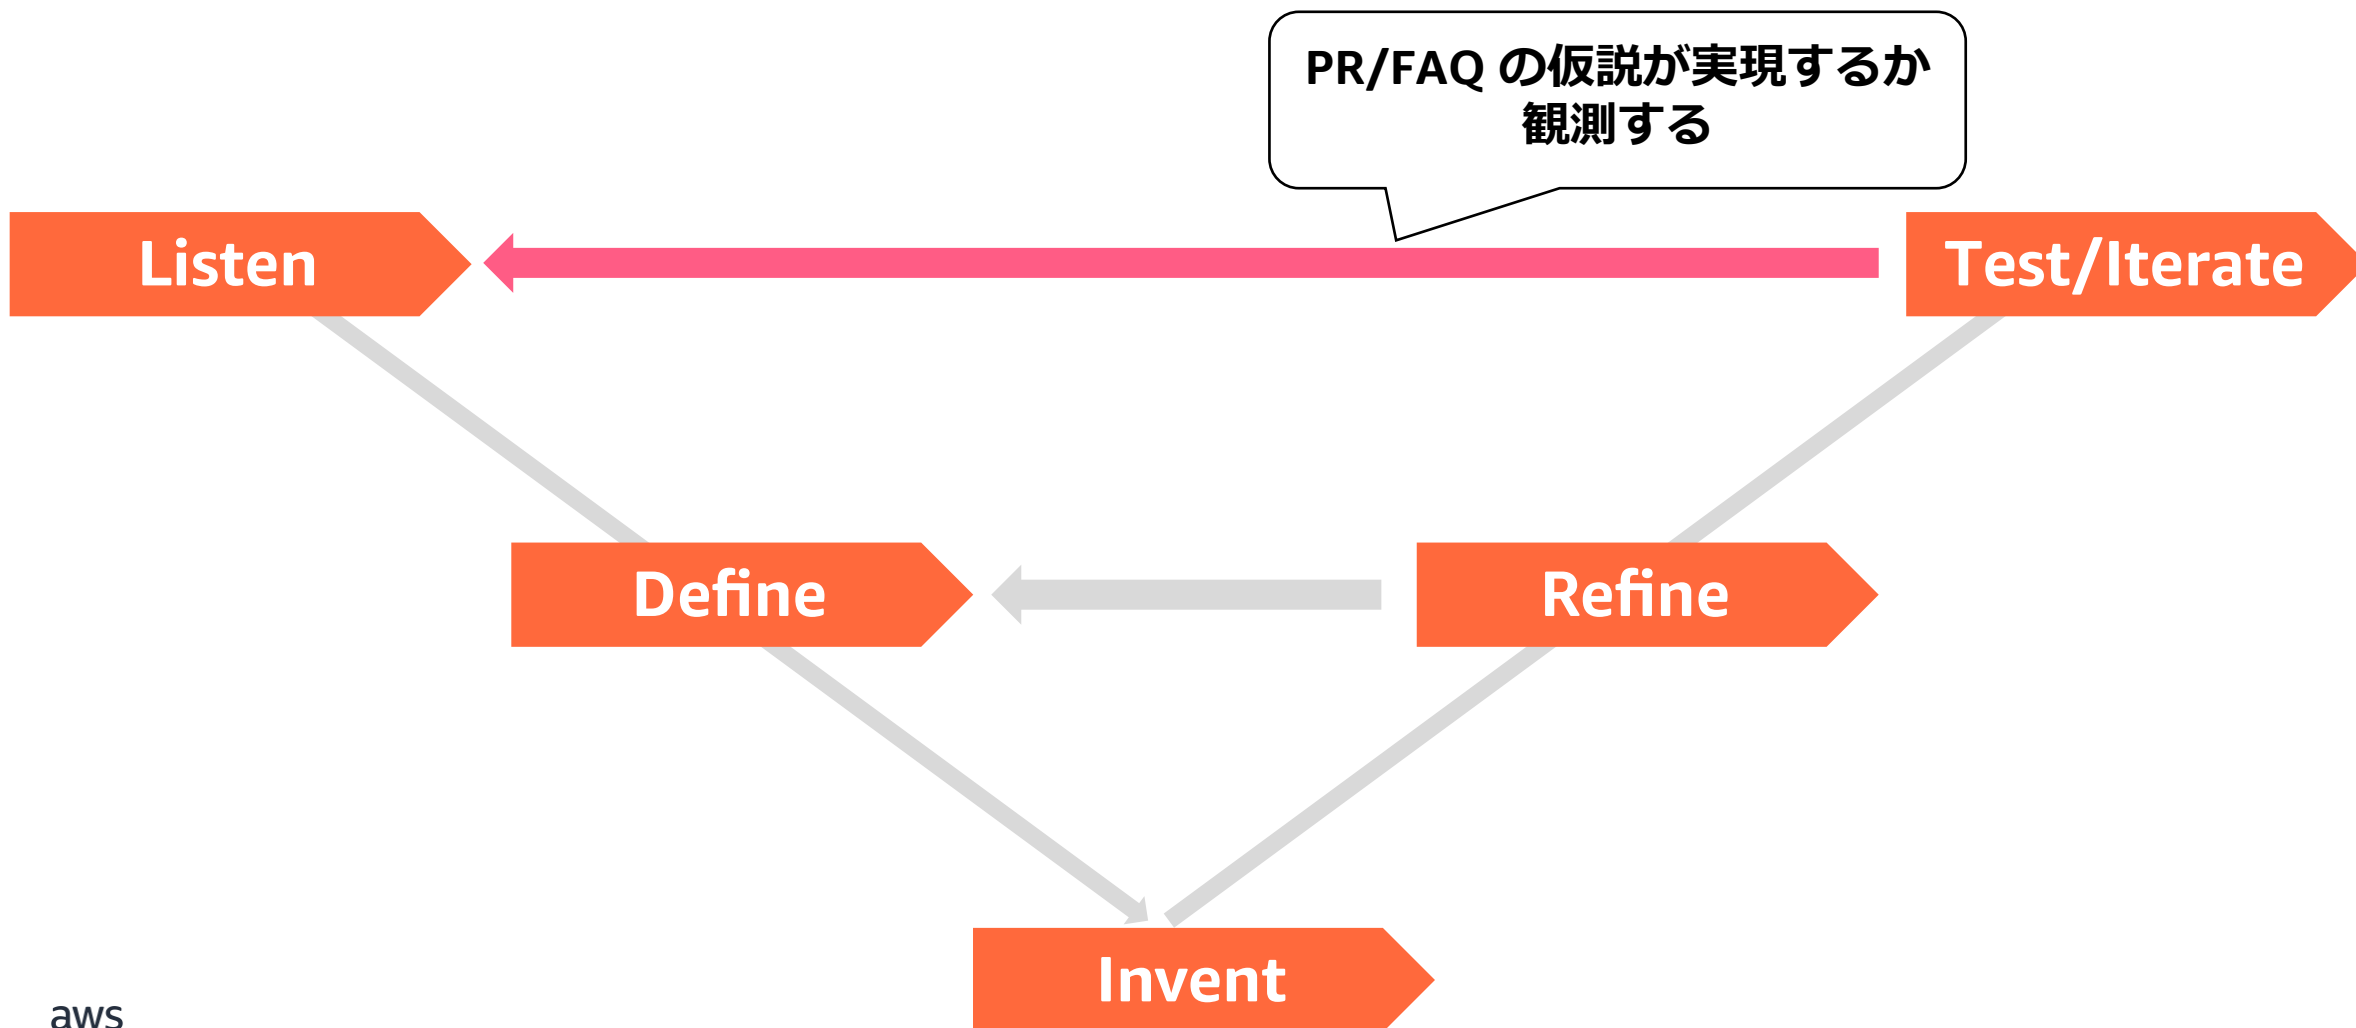 PR/FAQ の仮説が実現するか
観測する
Listen
Test/Iterate
Define
Refine
Invent
aws